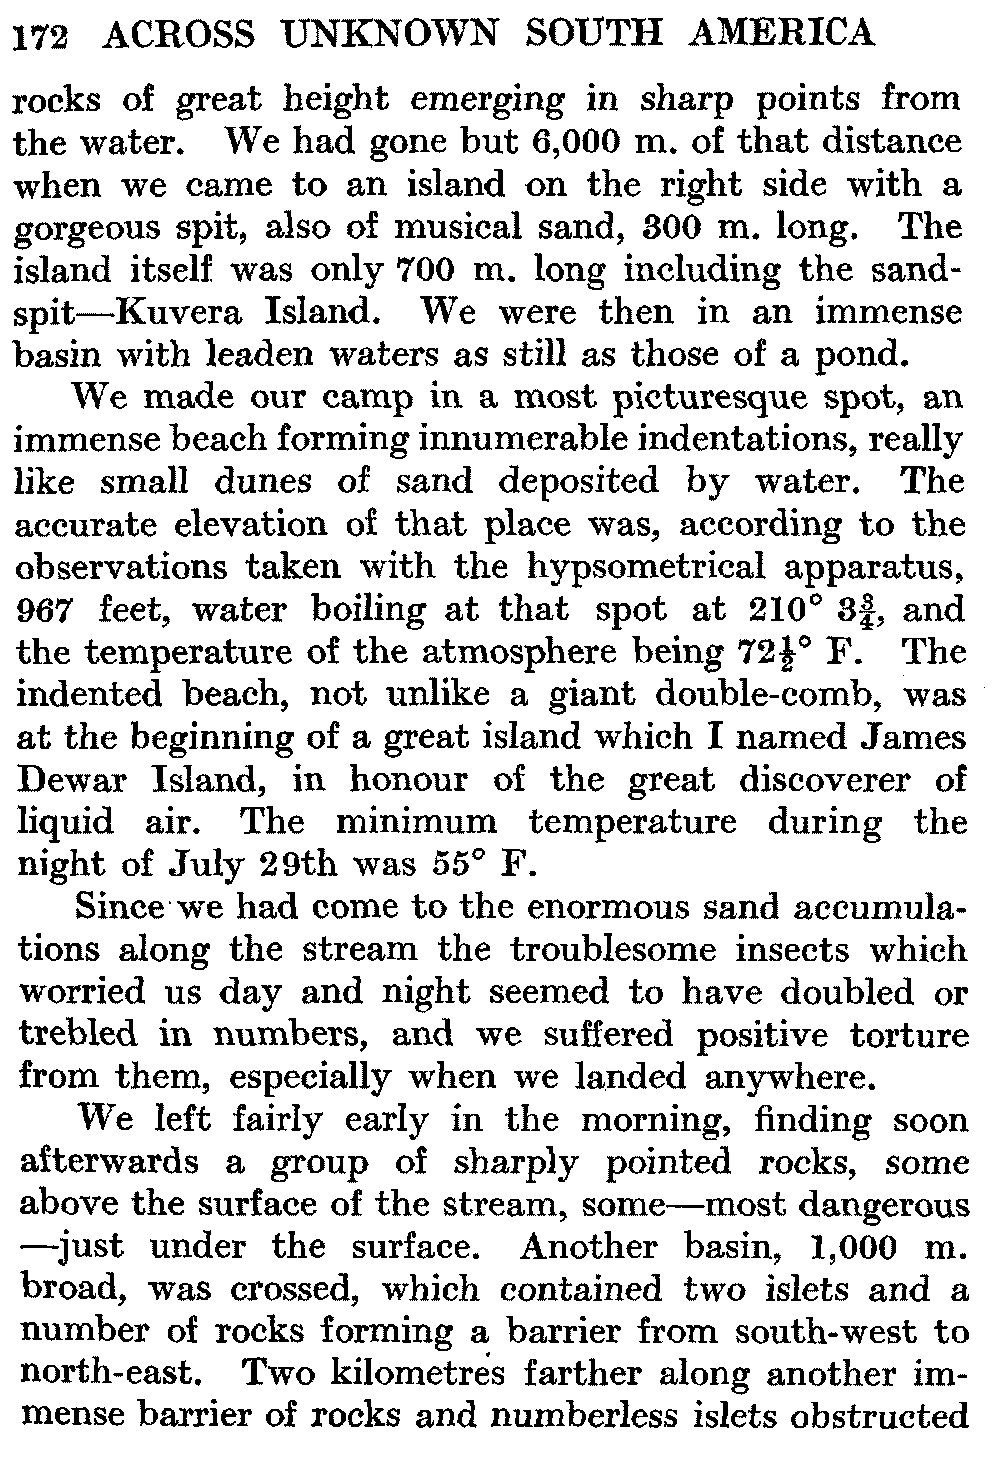 172 ACROSS UNKNOWN SOUTH AMERICA
rocks of great height emerging in sharp points from
the water. We had gone but 6,000 m. of that distance
when we came to an island on the right side with a
gorgeous spit, also of musical sand, 300 m. long. The
island itself was only 700 m. long including the sand-
spit—Kuvera Island. We were then in an immense
basin with leaden waters as still as those of a pond.
We made our camp in a most picturesque spot, an
immense beach forming innumerable indentations, really
like small dunes of sand deposited by water. The
accurate elevation of that place was, according to the
observations taken with the hypsometrical apparatus,
967 feet, water boiling at that spot at 210° 3¾, and
the temperature of the atmosphere being 72½° F. The
indented beach, not unlike a giant double-comb, was
at the beginning of a great island which I named James
Dewar Island, in honour of the great discoverer of
liquid air. The minimum temperature during the
night of July 29th was 55° F.
Since we had come to the enormous sand accumula-
tions along the stream the troublesome insects which
worried us day and night seemed to have doubled or
trebled in numbers, and we suffered positive torture
from them, especially when we landed anywhere.
We left fairly early in the morning, finding soon
afterwards a group of sharply pointed rocks, some
above the surface of the stream, some—most dangerous
—just under the surface. Another basin, 1,000 m.
broad, was crossed, which contained two islets and a
number of rocks forming a barrier from south-west to
north-east. Two kilometres farther along another im-
mense barrier of rocks and numberless islets obstructed